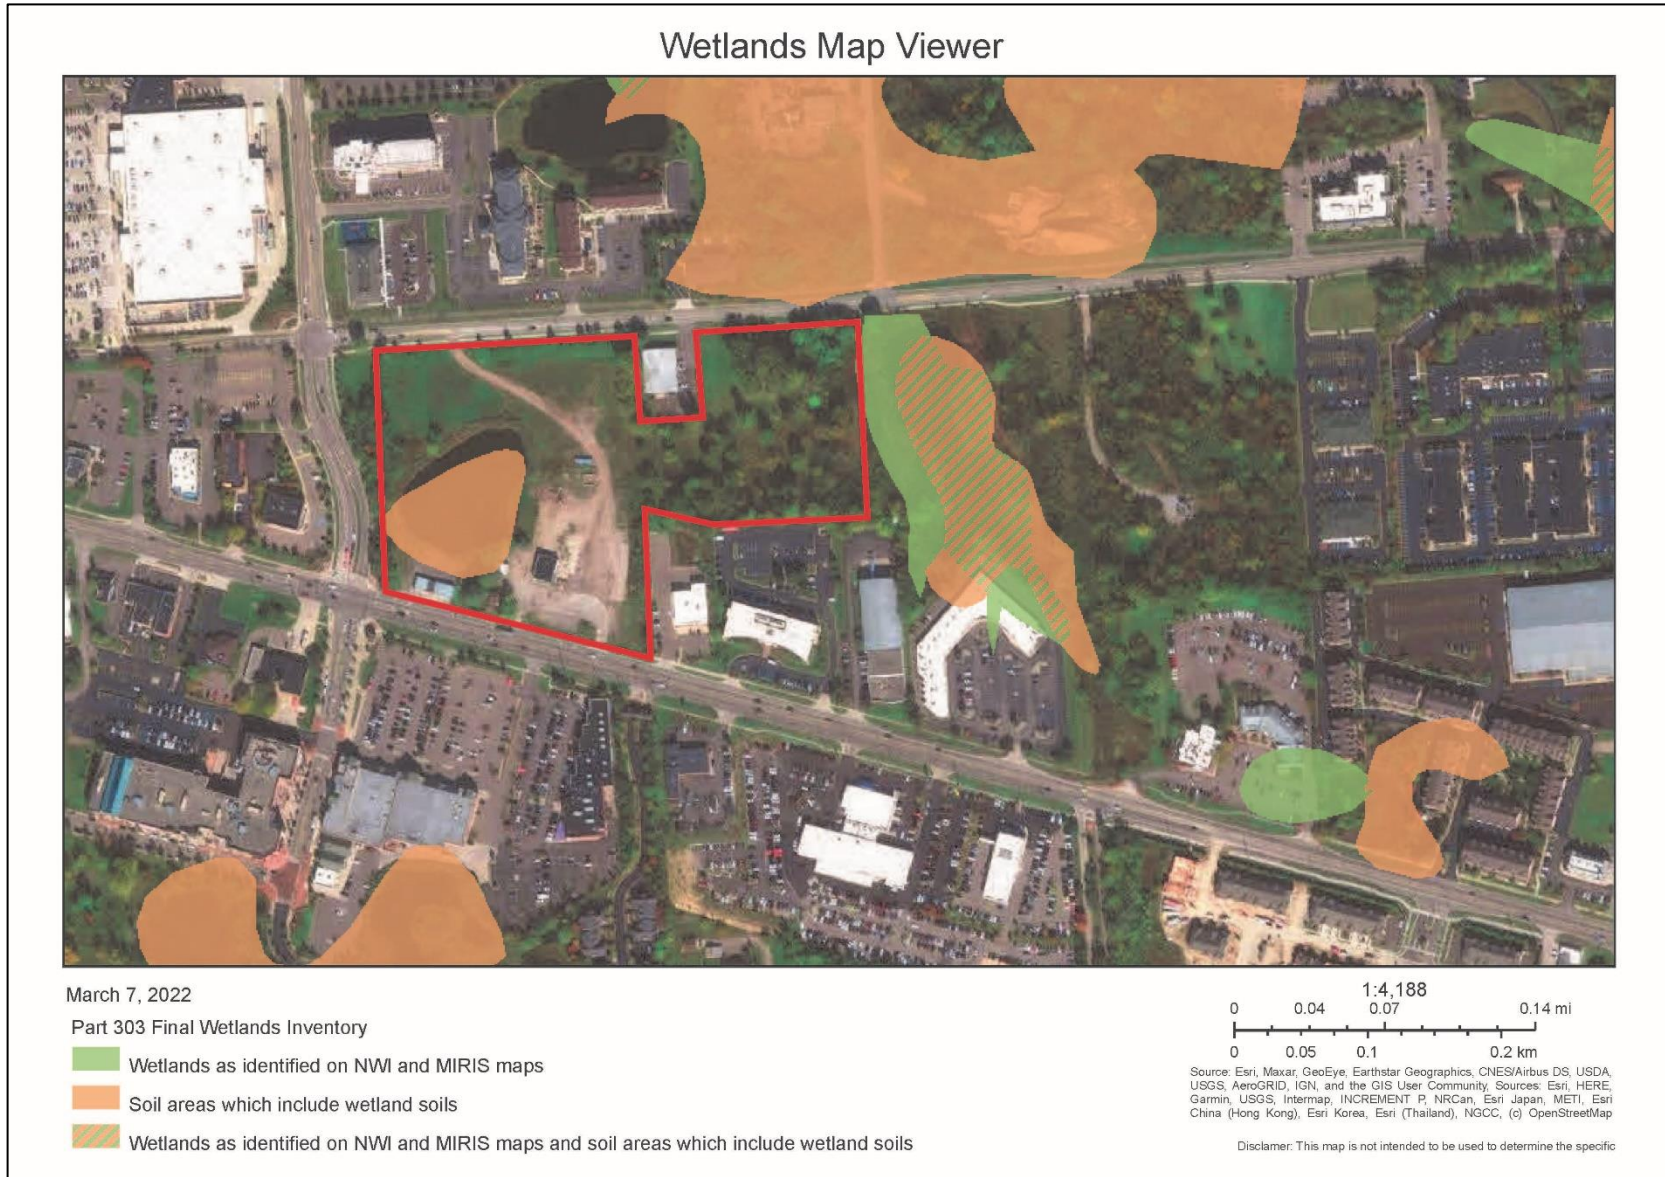 Wetlands Map Viewer
March 7, 2022
Part 303 Final Wetlands Inventory
Wetlands as identified on NWI and MIRIS maps
Soil areas which include wetland soils
Wetlands as identified on NWI and MIRIS maps and soil areas which include wetland soils
1:4,188
0 0.04 0.07 0.14 mi
0 0.05 0.1 0.2 km
Source: Esri, Maxar, GeoEye, Earthstar Geographics, CNES/Airbus DS, USDA,
USGS, AeroGRID, IGN, and the GIS User Community, Sources: Esri, HERE,
Garmin, USGS, Intermap, INCREMENT P, NRCan, Esri Japan, METI, Esri
China (Hong Kong), Esri Korea, Esri (Thailand), NGCC, (c) OpenStreetMap
Disclamer: This map is not intended to be used to determine the specific